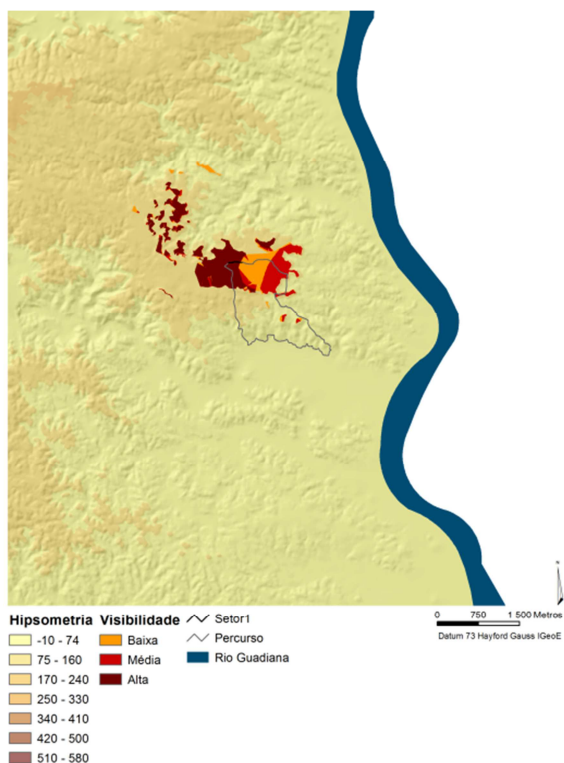 Hipsometria
-10 - 74
75 - 160
170 - 240
250 - 330
340 - 410
420 - 500
510 - 580
Visibilidade
Baixa
Média
Alta
Setor1
Percurso
Rio Guadiana
0 750 1 500 Metros
Datum 73 Hayford Gauss IGeoE